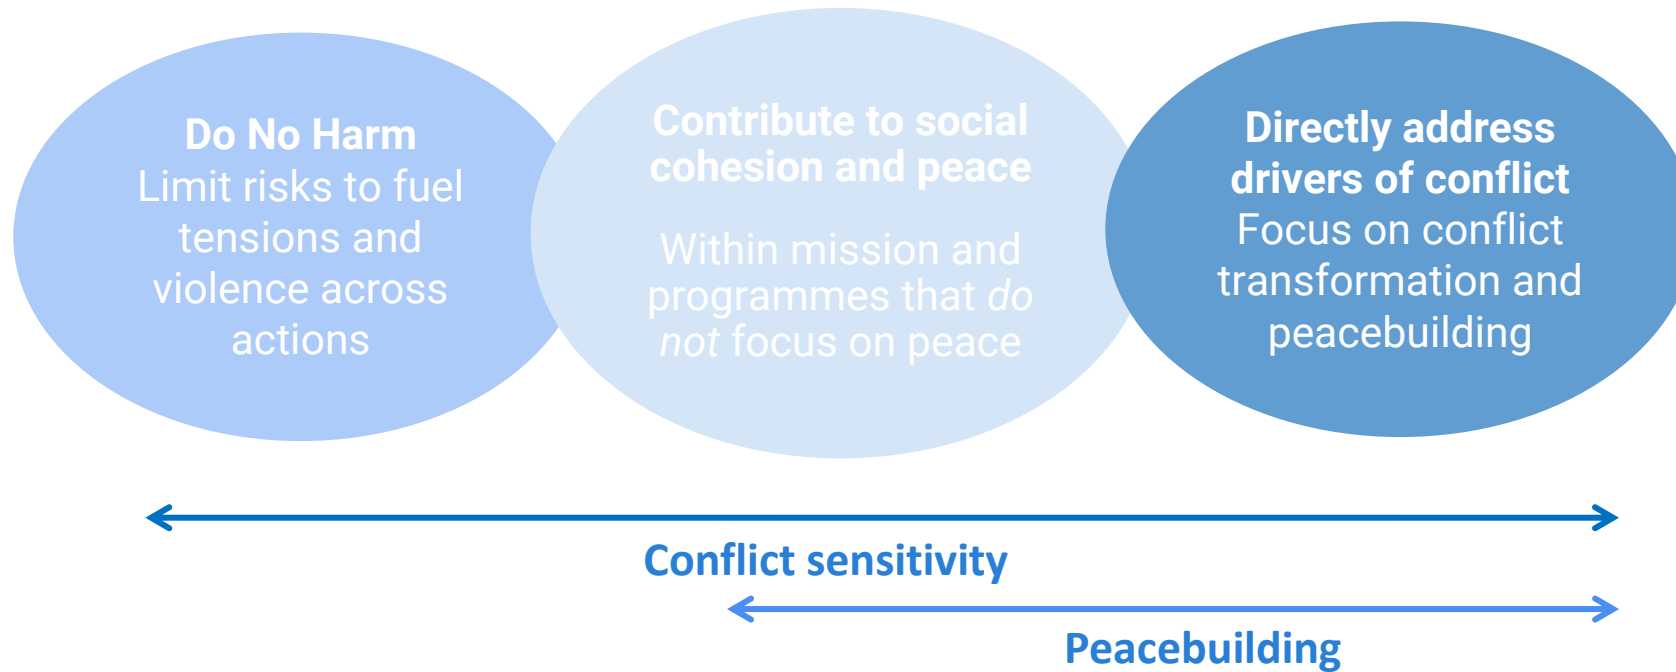 Do No Harm
Limit risks to fuel
tensions and
violence across
actions
Contribute to social
cohesion and peace
Within mission and
programmes that do
not focus on peace
Directly address
drivers of conflict
Focus on conflict
transformation and
peacebuilding
Conflict sensitivity
Peacebuilding